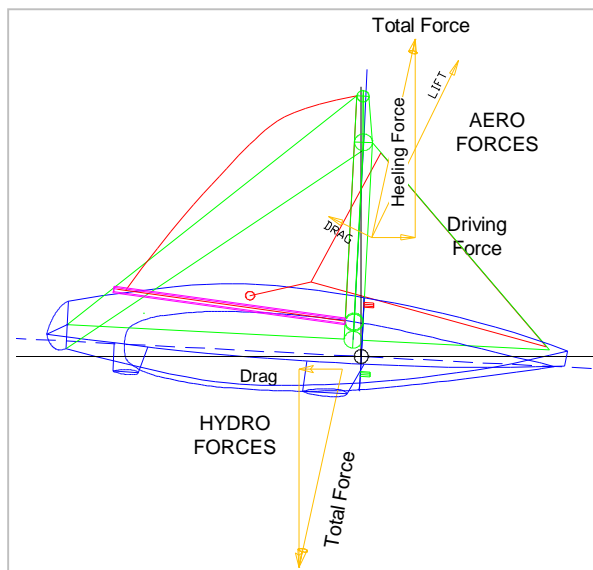 Total Force
LIFT
AERO
FORCES
Heeling Force
DRAG
Driving
Force
Drag
HYDRO
FORCES
Total Force